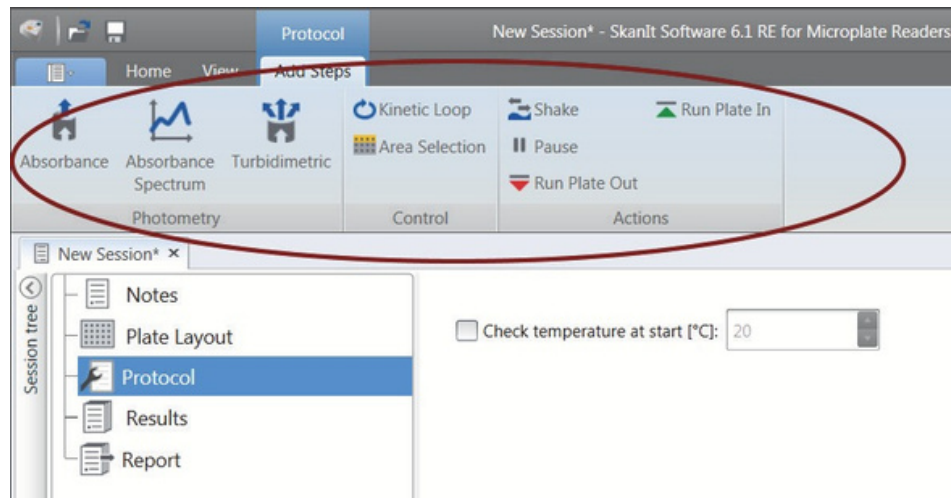 Protocol
New Session* - SkanIt Software 6.1 RE for Microplate Readers
Home View Add Steps
Absorbance
Absorbance
Spectrum
Turbidimetric
Photometry
Kinetic Loop
Area Selection
Control
Shake
Pause
Run Plate Out
Run Plate In
Actions
New Session* ×
Session tree
Notes
Plate Layout
Protocol
Results
Report
Check temperature at start [°C]: 20